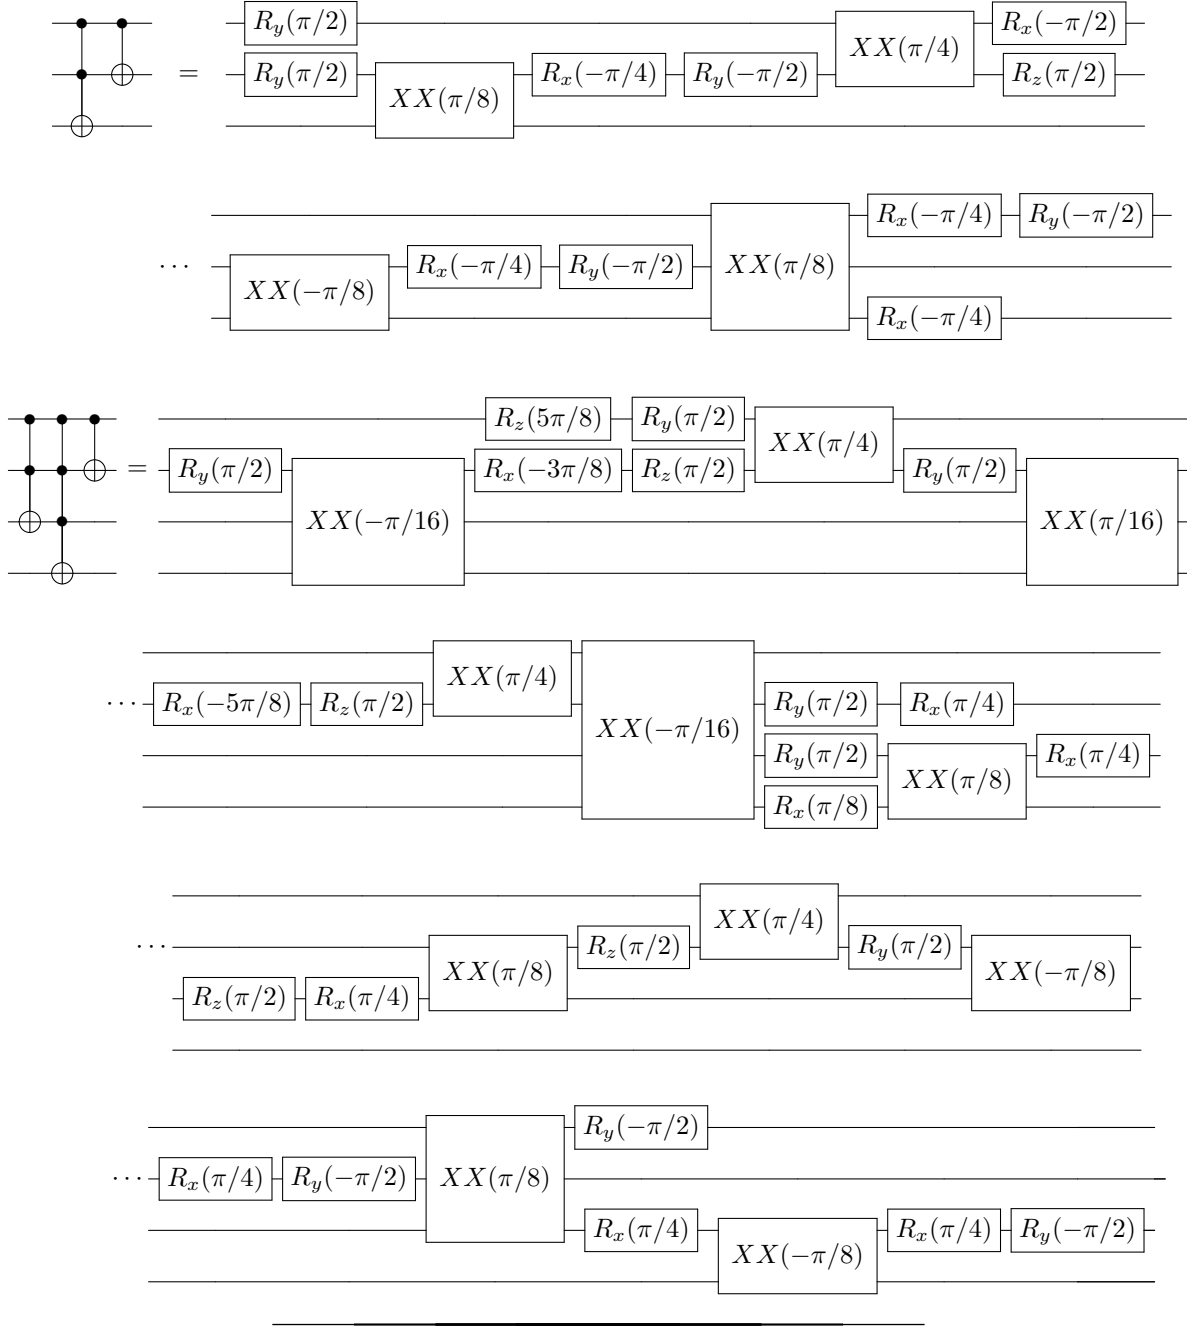 R_y(π/2) R_x(−π/2)
XX(π/4)
= R_y(π/2) R_x(−π/4) R_y(−π/2) R_z(π/2)
XX(π/8)
R_x(−π/4) R_y(−π/2)
··· R_x(−π/4) R_y(−π/2) XX(π/8)
XX(−π/8)
R_x(−π/4)
R_z(5π/8) R_y(π/2)
XX(π/4)
= R_y(π/2) R_x(−3π/8) R_z(π/2) R_y(π/2)
XX(−π/16) XX(π/16)
XX(π/4)
··· R_x(−5π/8) R_z(π/2) R_y(π/2) R_x(π/4)
XX(−π/16)
R_y(π/2) R_x(π/4)
XX(π/8)
R_x(π/8)
XX(π/4)
··· R_z(π/2) R_y(π/2)
XX(π/8) XX(−π/8)
R_z(π/2) R_x(π/4)
R_y(−π/2)
··· R_x(π/4) R_y(−π/2) XX(π/8)
R_x(π/4) R_x(π/4) R_y(−π/2)
XX(−π/8)